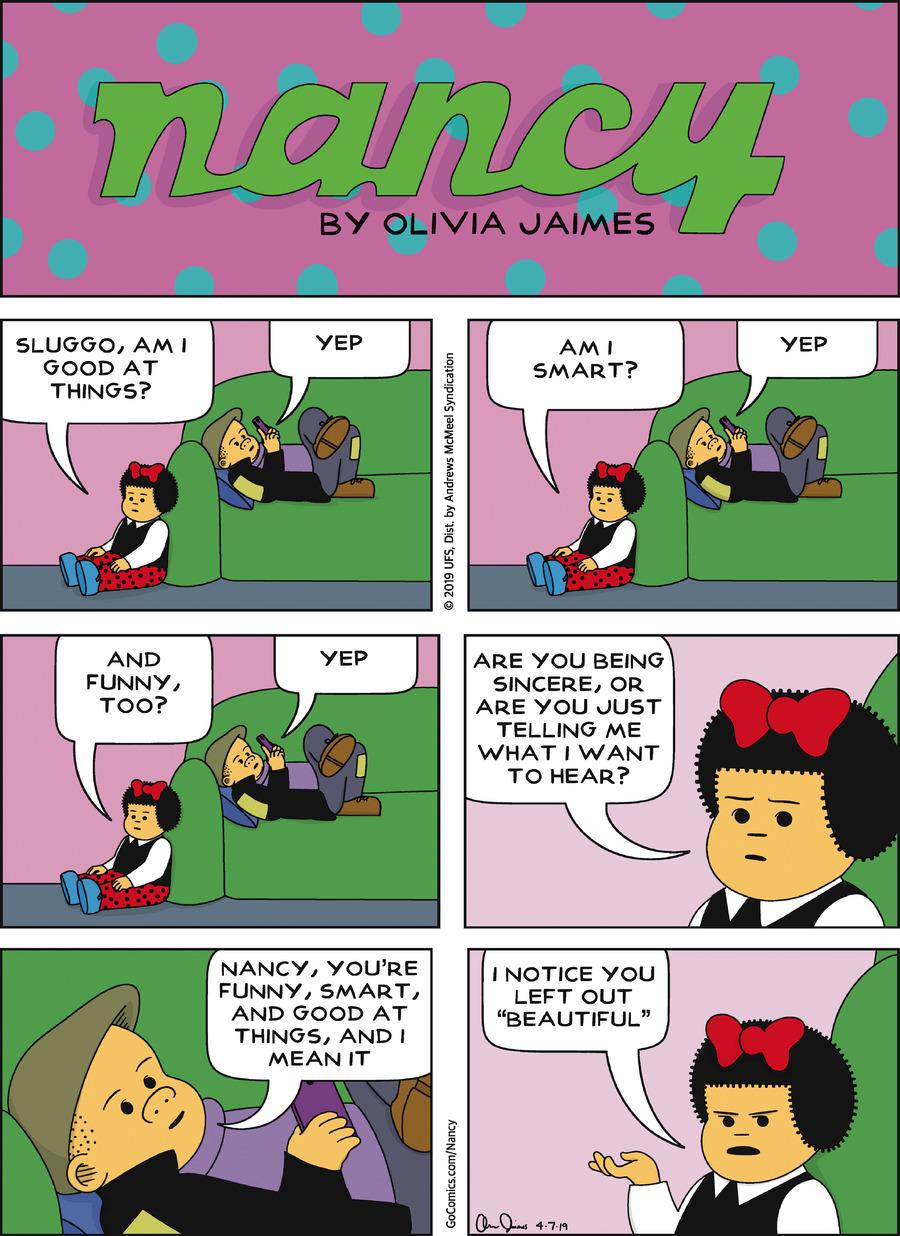 nancy
BY OLIVIA JAIMES
SLUGGO, AM I
GOOD AT
THINGS?
YEP
© 2019 UFS, Dist. by Andrews McMeel Syndication
AM I
SMART?
YEP
AND
FUNNY,
TOO?
YEP
ARE YOU BEING
SINCERE, OR
ARE YOU JUST
TELLING ME
WHAT I WANT
TO HEAR?
NANCY, YOU'RE
FUNNY, SMART,
AND GOOD AT
THINGS, AND I
MEAN IT
GoComics.com/Nancy
I NOTICE YOU
LEFT OUT
"BEAUTIFUL"
4.7.19